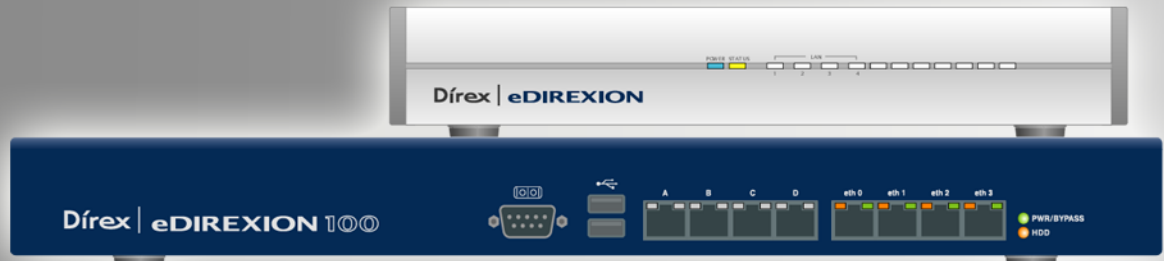 POWER STATUS LAN
1 2 3 4
Dírex | eDIREXION
A B C D eth 0 eth 1 eth 2 eth 3
Dírex | eDIREXION 100
PWR/BYPASS
HDD